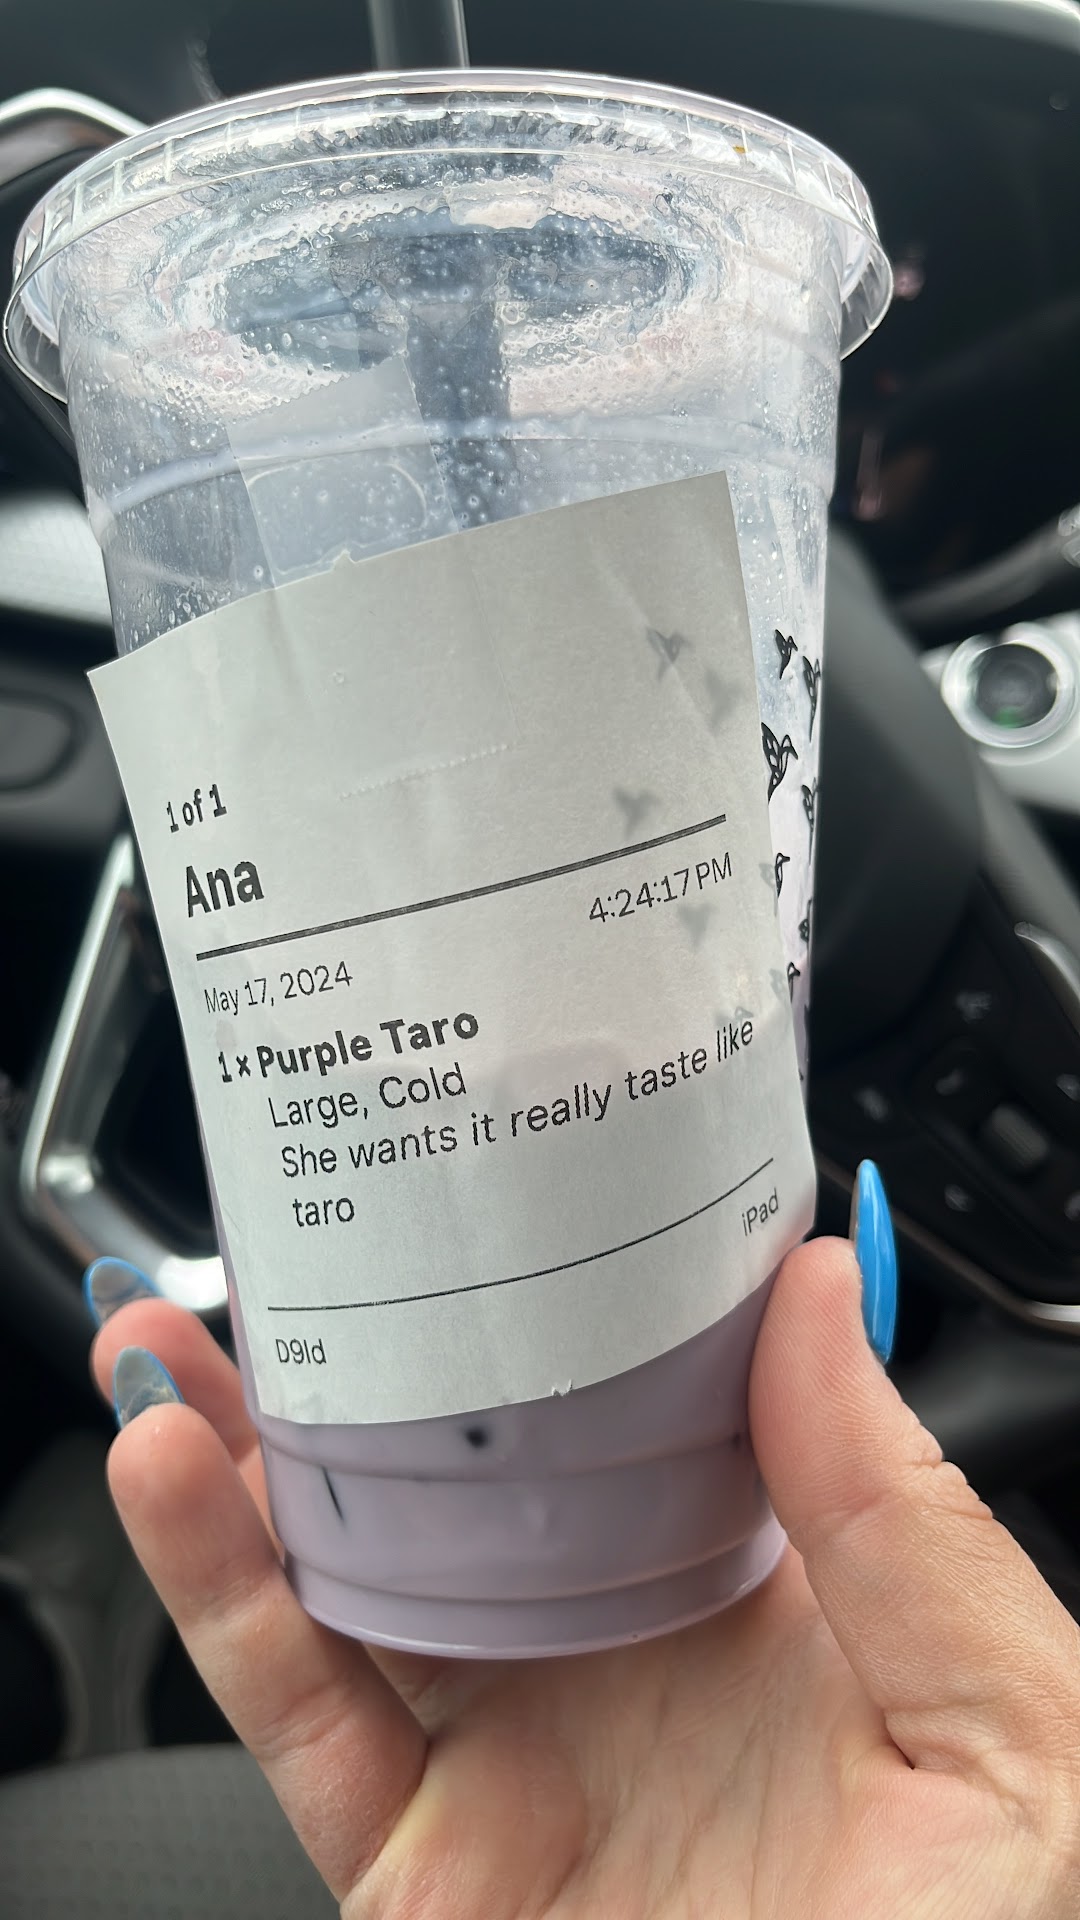 1 of 1
Ana
4:24:17 PM
May 17, 2024
1 × Purple Taro
Large, Cold
She wants it really taste like
taro
iPad
D9Id